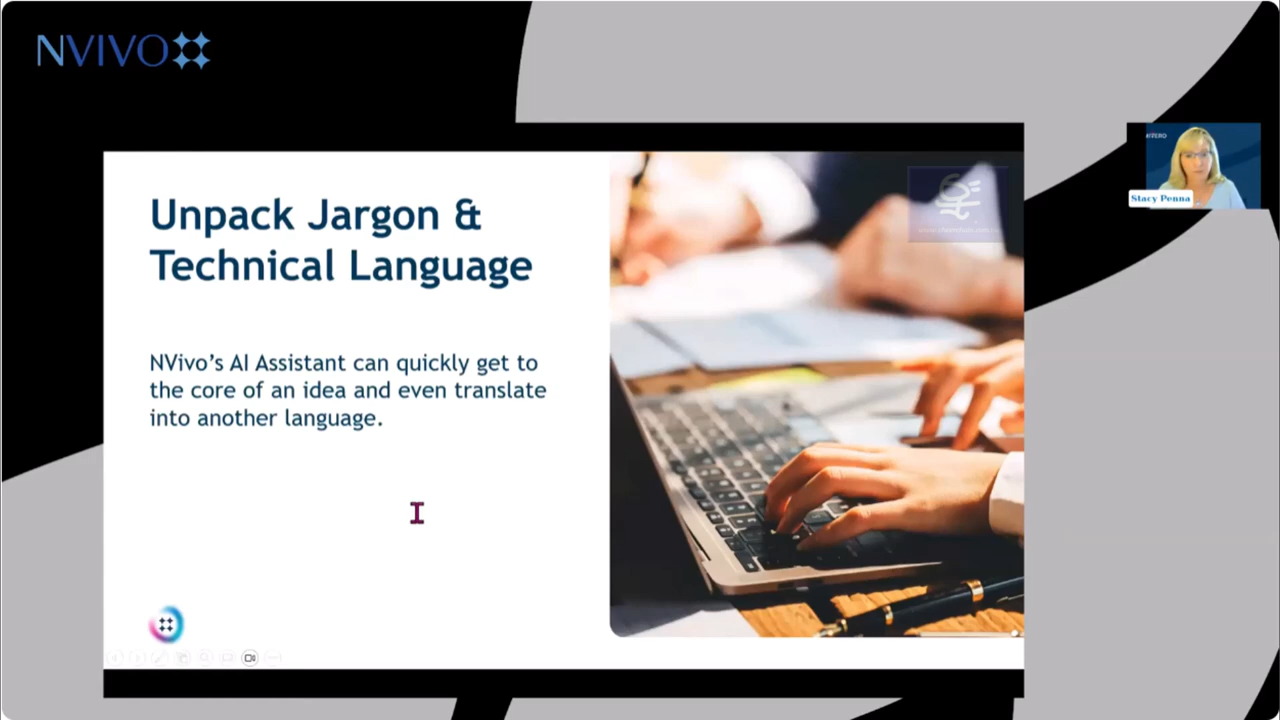 NVIVO
Unpack Jargon &
Technical Language
NVivo's AI Assistant can quickly get to
the core of an idea and even translate
into another language.
Stacy Penna